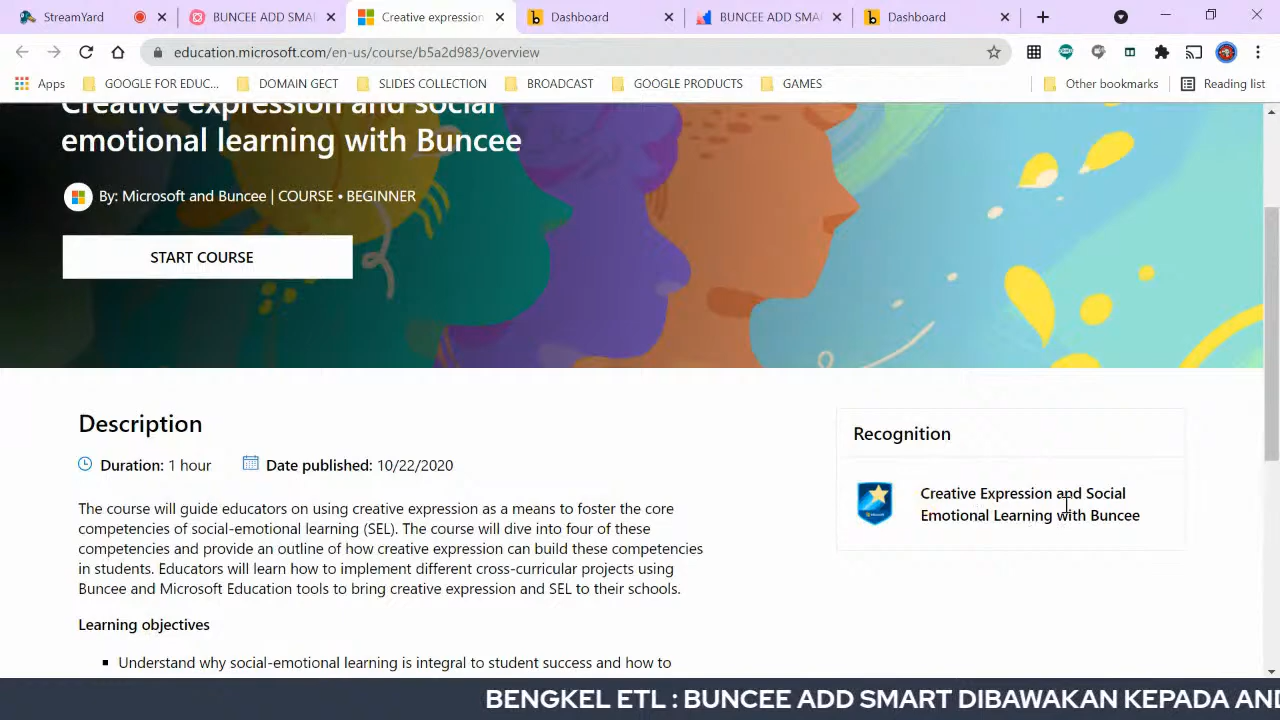 StreamYard
BUNCEE ADD SMA
Creative expression
Dashboard
BUNCEE ADD SMA
Dashboard
education.microsoft.com/en-us/course/b5a2d983/overview
Apps
GOOGLE FOR EDUC...
DOMAIN GECT
SLIDES COLLECTION
BROADCAST
GOOGLE PRODUCTS
GAMES
Other bookmarks
Reading list
Creative expression and social
emotional learning with Buncee
By: Microsoft and Buncee | COURSE • BEGINNER
START COURSE
Description
Duration: 1 hour
Date published: 10/22/2020
The course will guide educators on using creative expression as a means to foster the core
competencies of social-emotional learning (SEL). The course will dive into four of these
competencies and provide an outline of how creative expression can build these competencies
in students. Educators will learn how to implement different cross-curricular projects using
Buncee and Microsoft Education tools to bring creative expression and SEL to their schools.
Learning objectives
▪ Understand why social-emotional learning is integral to student success and how to
Recognition
Creative Expression and Social
Emotional Learning with Buncee
BENGKEL ETL : BUNCEE ADD SMART DIBAWAKAN KEPADA AN